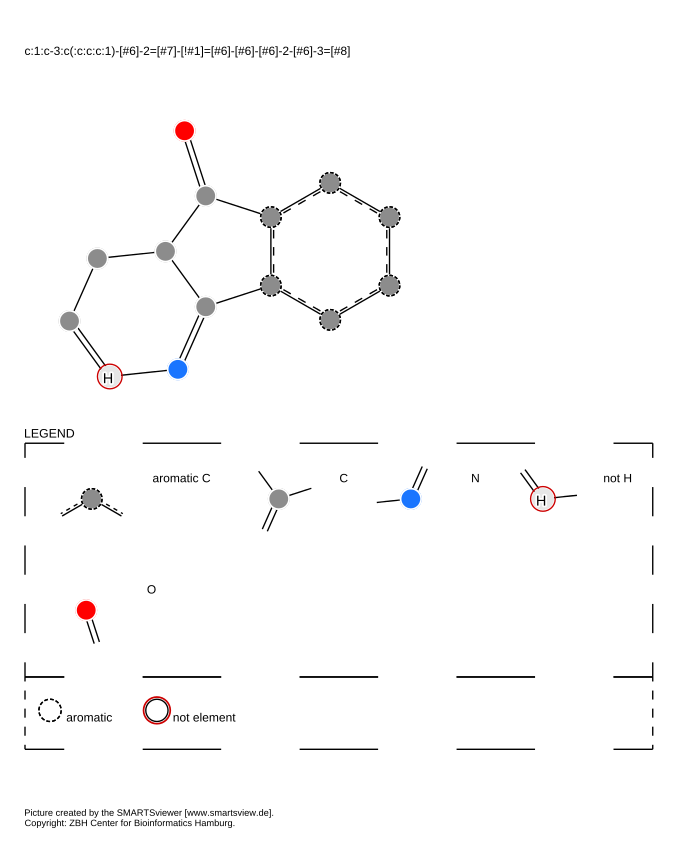 c:1:c-3:c(:c:c:c:1)-[#6]-2=[#7]-[!#1]=[#6]-[#6]-[#6]-2-[#6]-3=[#8]
H
LEGEND
aromatic C
C
N
H
not H
O
aromatic
not element
Picture created by the SMARTSviewer [www.smartsview.de].
Copyright: ZBH Center for Bioinformatics Hamburg.